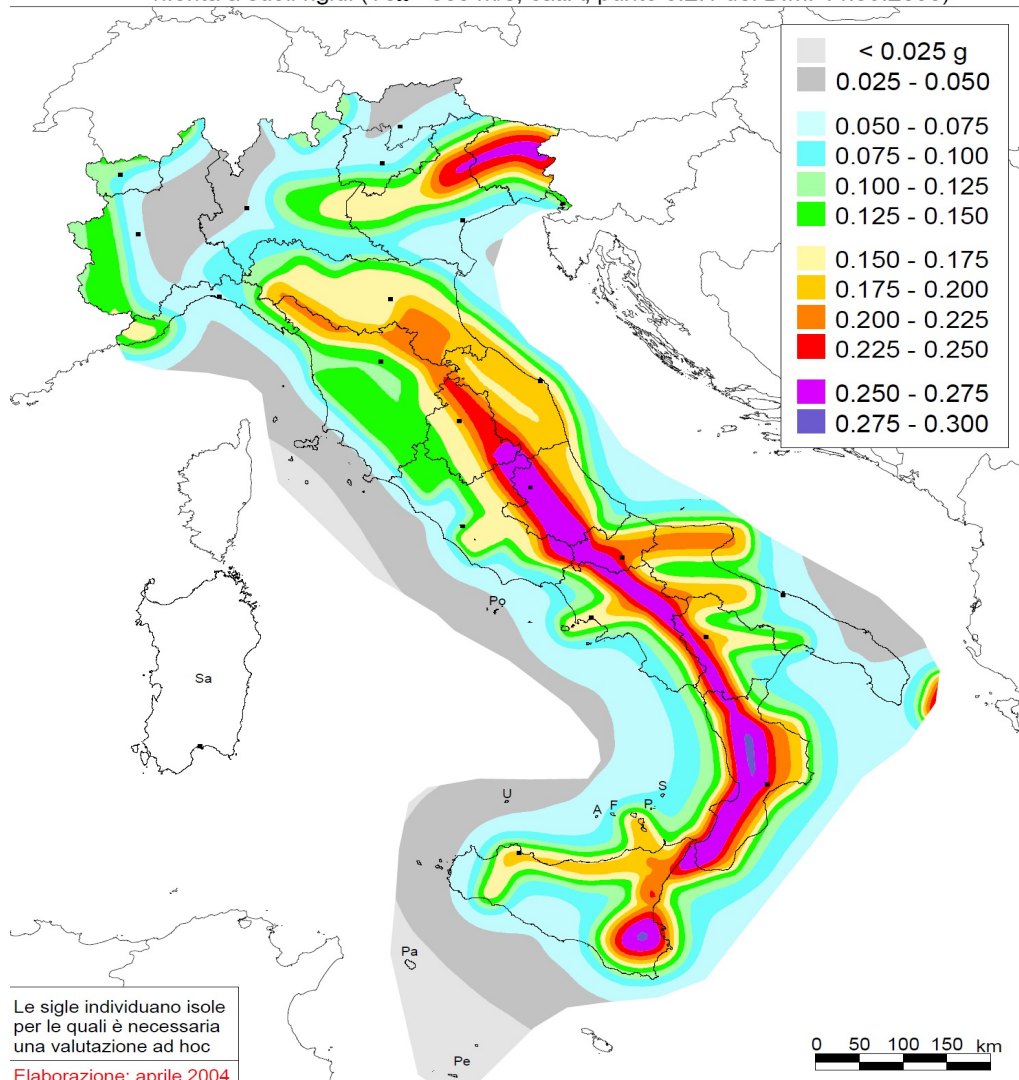 < 0.025 g
0.025 - 0.050
0.050 - 0.075
0.075 - 0.100
0.100 - 0.125
0.125 - 0.150
0.150 - 0.175
0.175 - 0.200
0.200 - 0.225
0.225 - 0.250
0.250 - 0.275
0.275 - 0.300
Po
Sa
S
U
A
F
P
Pa
Pe
Le sigle individuano isole
per le quali è necessaria
una valutazione ad hoc
Elaborazione: aprile 2004
0 50 100 150 km